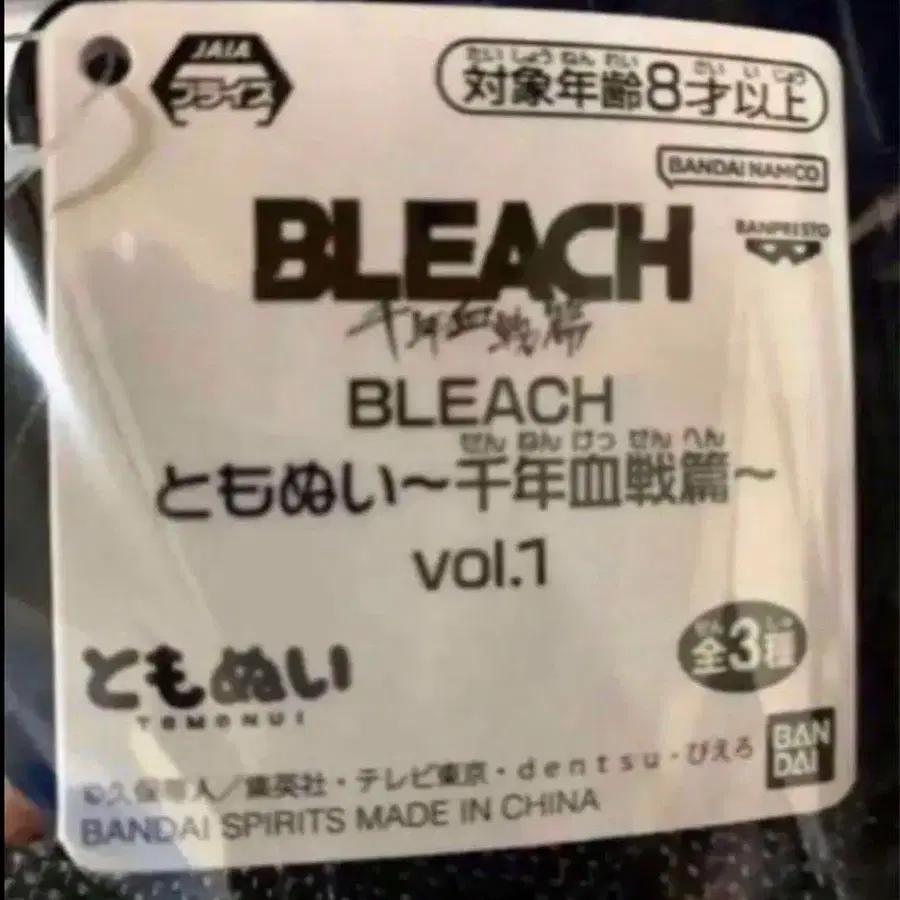 JAIA
プライズ
たいしょうねんれい さい いじょう
対象年齢8才以上
BANDAI NAMCO
BANPRESTO
BLEACH
千年血戦篇
BLEACH
せんねんけっせんへん
ともぬい～千年血戦篇～
vol.1
ぜん しゅ
全3種
ともぬい
TOMONUI
©久保帯人／集英社・テレビ東京・dentsu・ぴえろ
BANDAI SPIRITS MADE IN CHINA
BAN
DAI